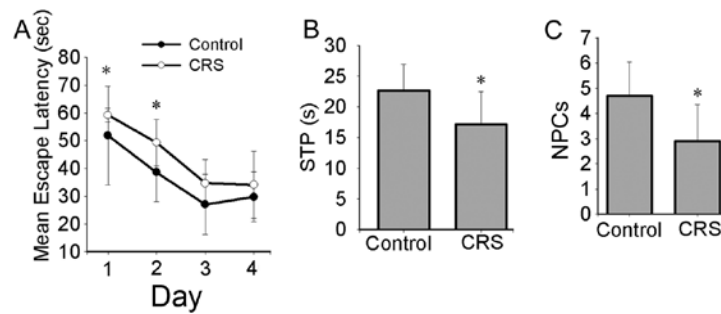 A
Mean Escape Latency (sec)
80
70
60
50
40
30
20
10
Control
CRS
*
*
1 2 3 4
Day
B
STP (s)
30
25
20
15
10
5
0
*
Control CRS
C
NPCs
7
6
5
4
3
2
1
0
*
Control CRS